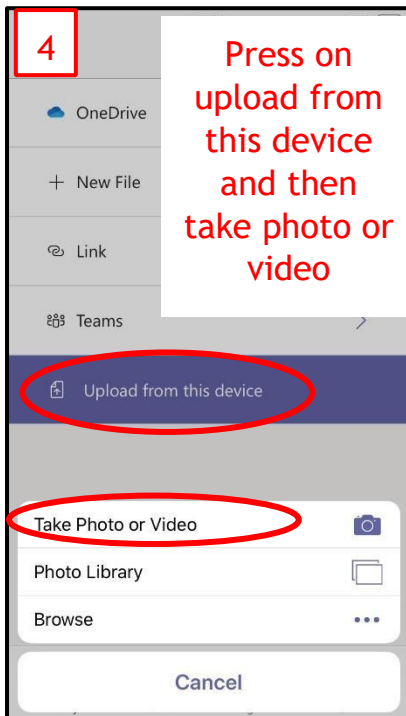 4
Press on
upload from
this device
and then
take photo or
video
OneDrive
New File
Link
Teams
Upload from this device
Take Photo or Video
Photo Library
Browse
Cancel